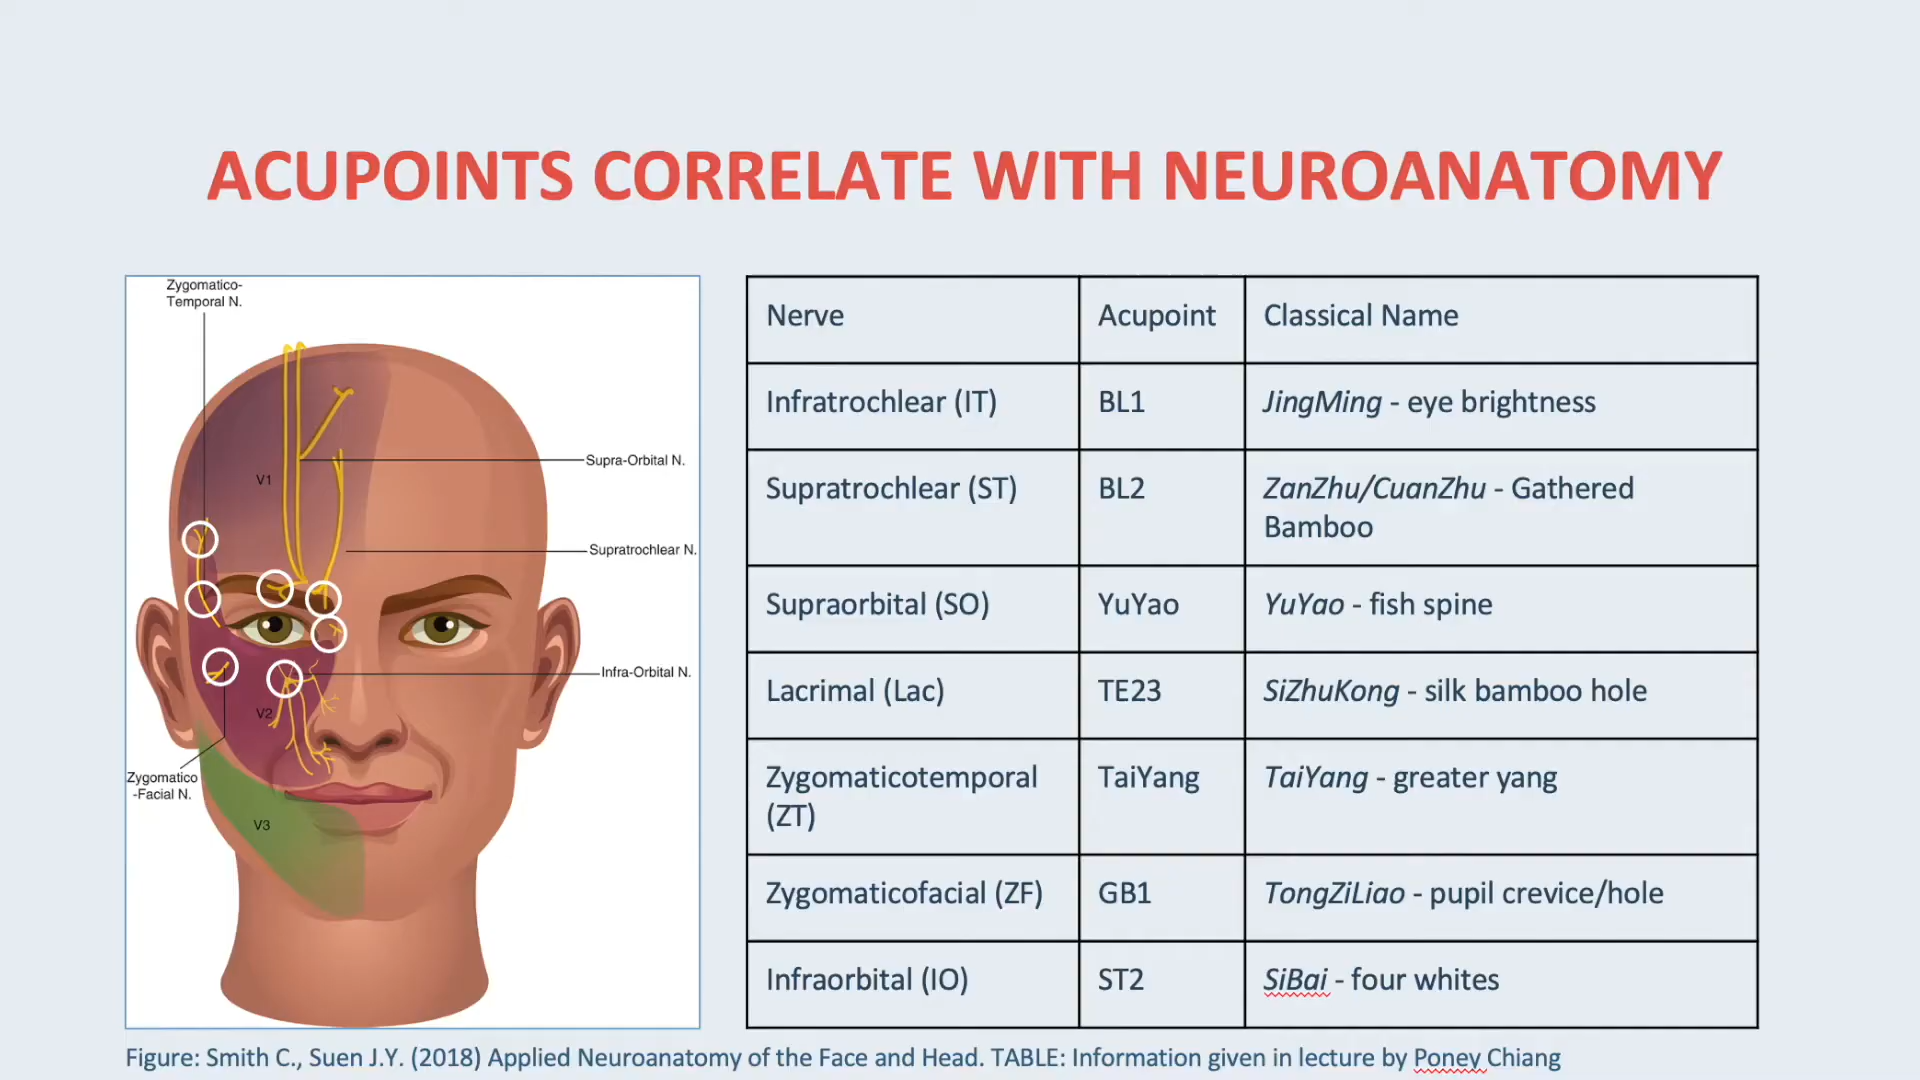 ACUPOINTS CORRELATE WITH NEUROANATOMY
Zygomatico-
Temporal N.
V1
Supra-Orbital N.
Supratrochlear N.
Infra-Orbital N.
V2
Zygomatico
-Facial N.
V3
Nerve Acupoint Classical Name
Infratrochlear (IT) BL1 JingMing - eye brightness
Supratrochlear (ST) BL2 ZanZhu/CuanZhu - Gathered
Bamboo
Supraorbital (SO) YuYao YuYao - fish spine
Lacrimal (Lac) TE23 SiZhuKong - silk bamboo hole
Zygomaticotemporal TaiYang TaiYang - greater yang
(ZT)
Zygomaticofacial (ZF) GB1 TongZiLiao - pupil crevice/hole
Infraorbital (IO) ST2 SiBai - four whites
Figure: Smith C., Suen J.Y. (2018) Applied Neuroanatomy of the Face and Head. TABLE: Information given in lecture by Poney Chiang